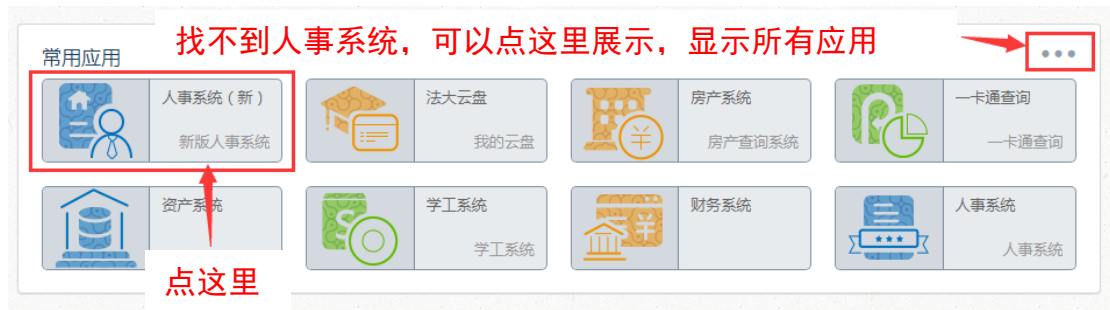 找不到人事系统，可以点这里展示，显示所有应用
常用应用
人事系统（新）
新版人事系统
法大云盘
我的云盘
房产系统
房产查询系统
一卡通查询
一卡通查询
资产系统
学工系统
学工系统
财务系统
人事系统
人事系统
点这里